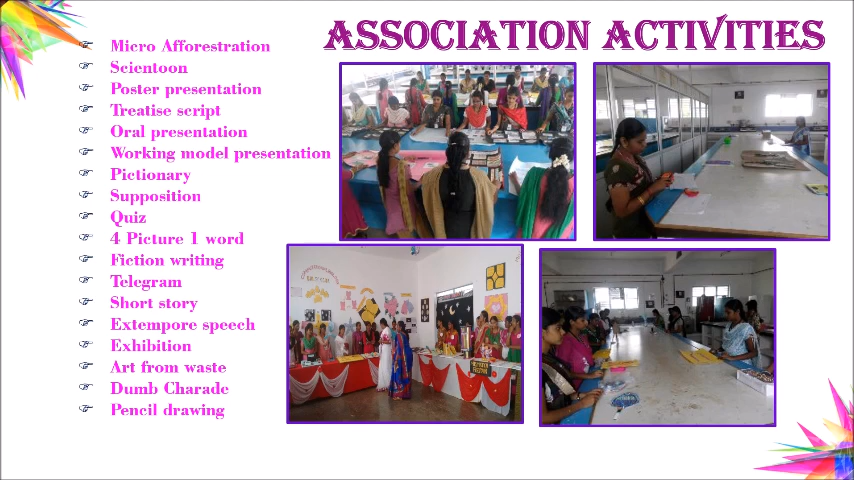 ASSOCIATION ACTIVITIES
Micro Afforestration
Scientoon
Poster presentation
Treatise script
Oral presentation
Working model presentation
Pictionary
Supposition
Quiz
4 Picture 1 word
Fiction writing
Telegram
Short story
Extempore speech
Exhibition
Art from waste
Dumb Charade
Pencil drawing